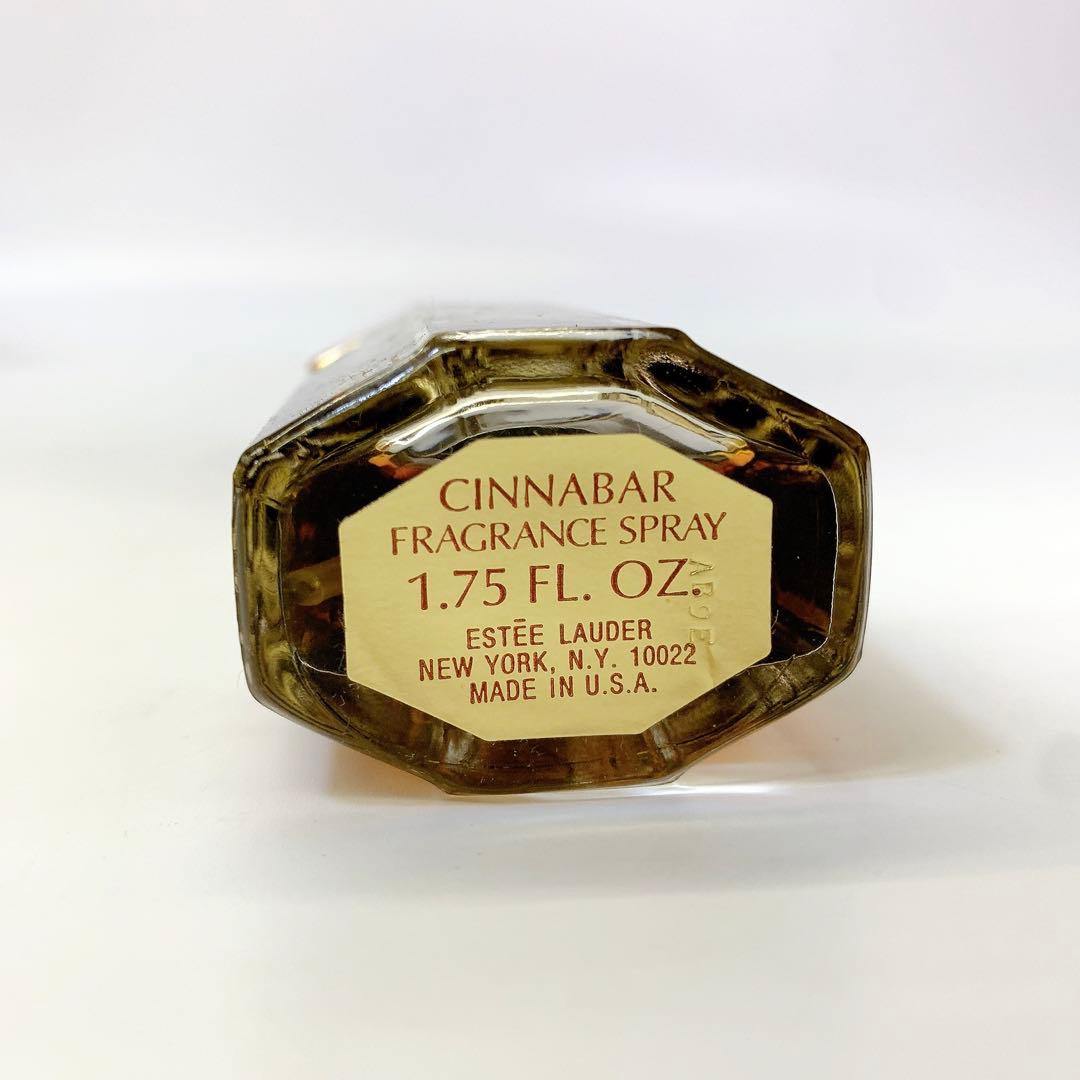 CINNABAR
FRAGRANCE SPRAY
1.75 FL. OZ.
ESTĒE LAUDER
NEW YORK, N.Y. 10022
MADE IN U.S.A.